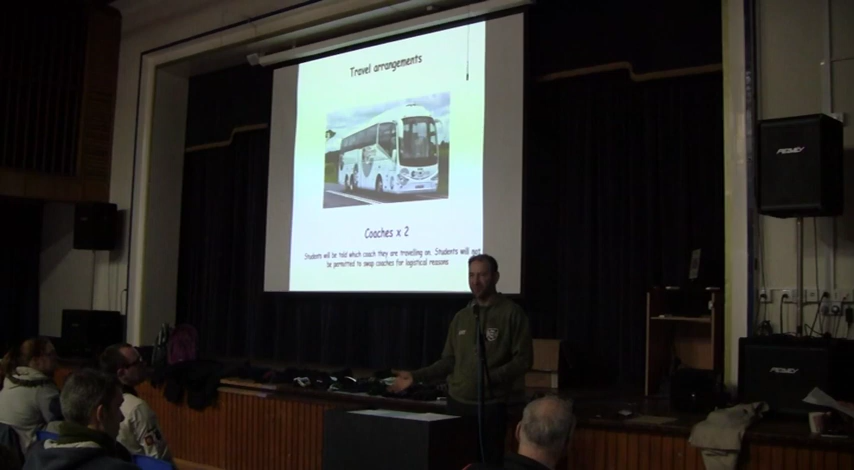 Travel arrangements
Coaches x 2
Students will be told which coach they are travelling on. Students will not
be permitted to swap coaches for logistical reasons
PEAVEY
PEAVEY